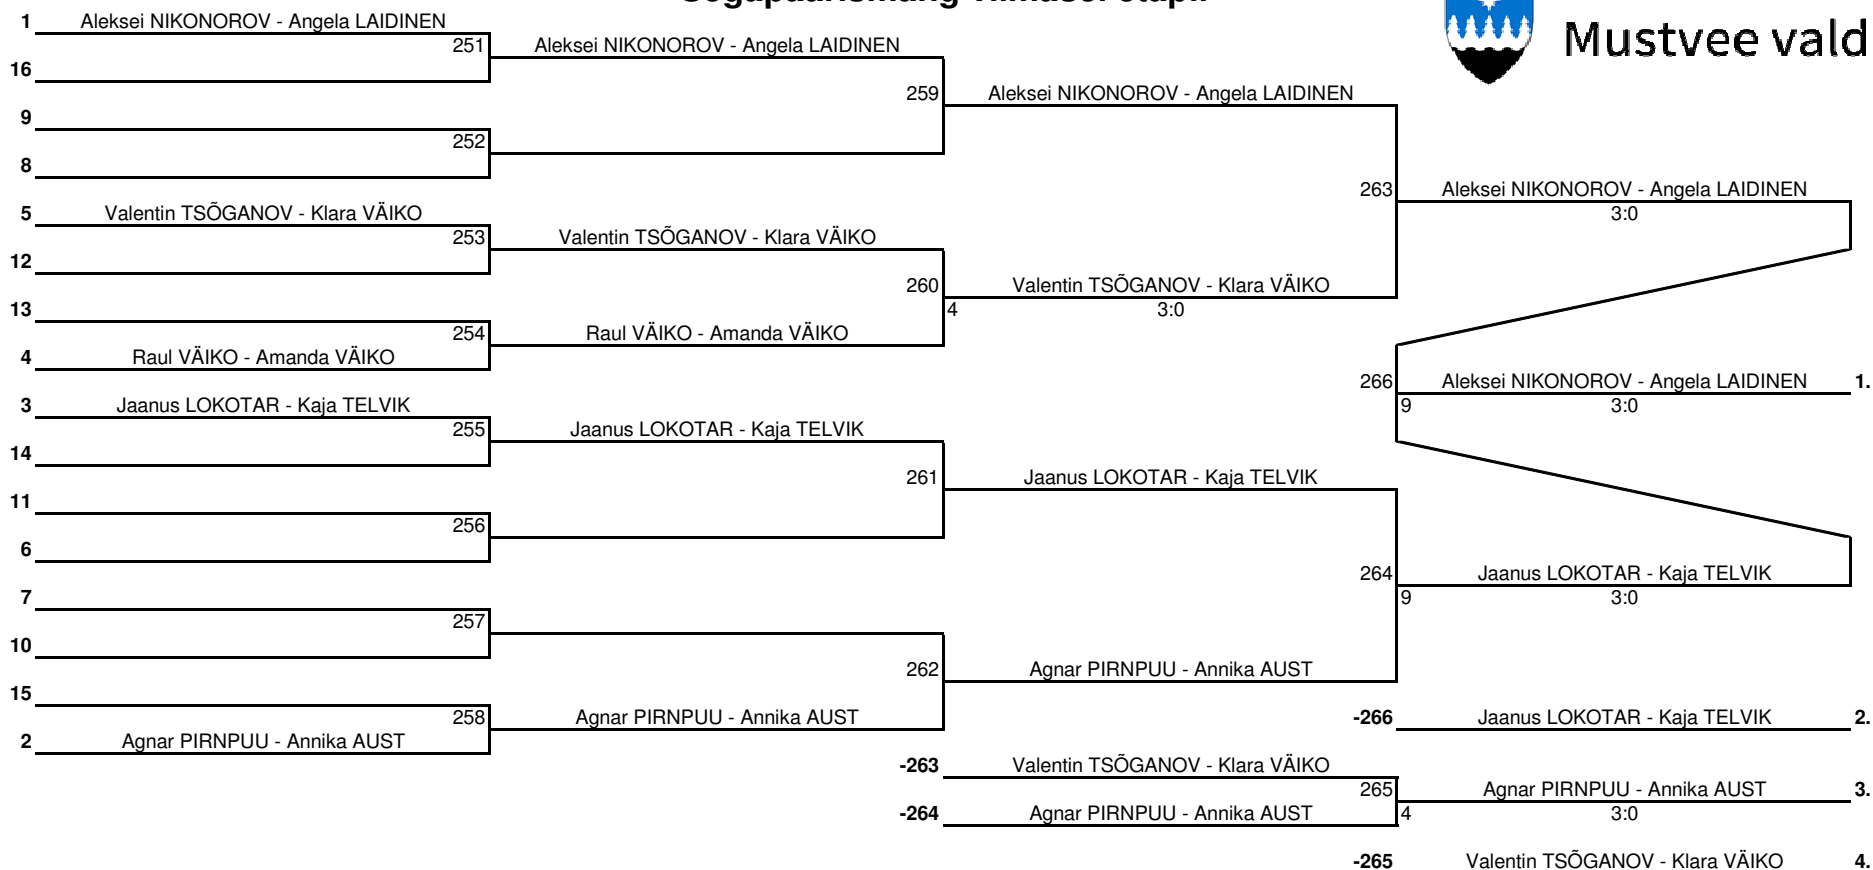 1 Aleksei NIKONOROV - Angela LAIDINEN
251 Aleksei NIKONOROV - Angela LAIDINEN
Mustvee vald
16
259 Aleksei NIKONOROV - Angela LAIDINEN
9
252
8
263 Aleksei NIKONOROV - Angela LAIDINEN
5 Valentin TSÕGANOV - Klara VÄIKO
3:0
253 Valentin TSÕGANOV - Klara VÄIKO
12
260 Valentin TSÕGANOV - Klara VÄIKO
13
4 3:0
254 Raul VÄIKO - Amanda VÄIKO
4 Raul VÄIKO - Amanda VÄIKO
266 Aleksei NIKONOROV - Angela LAIDINEN 1.
3 Jaanus LOKOTAR - Kaja TELVIK
9 3:0
255 Jaanus LOKOTAR - Kaja TELVIK
14
261 Jaanus LOKOTAR - Kaja TELVIK
11
256
6
264 Jaanus LOKOTAR - Kaja TELVIK
7
9 3:0
257
10
262 Agnar PIRNPUU - Annika AUST
15
258 Agnar PIRNPUU - Annika AUST
-266 Jaanus LOKOTAR - Kaja TELVIK 2.
2 Agnar PIRNPUU - Annika AUST
-263 Valentin TSÕGANOV - Klara VÄIKO
265 Agnar PIRNPUU - Annika AUST 3.
-264 Agnar PIRNPUU - Annika AUST
4 3:0
-265 Valentin TSÕGANOV - Klara VÄIKO 4.